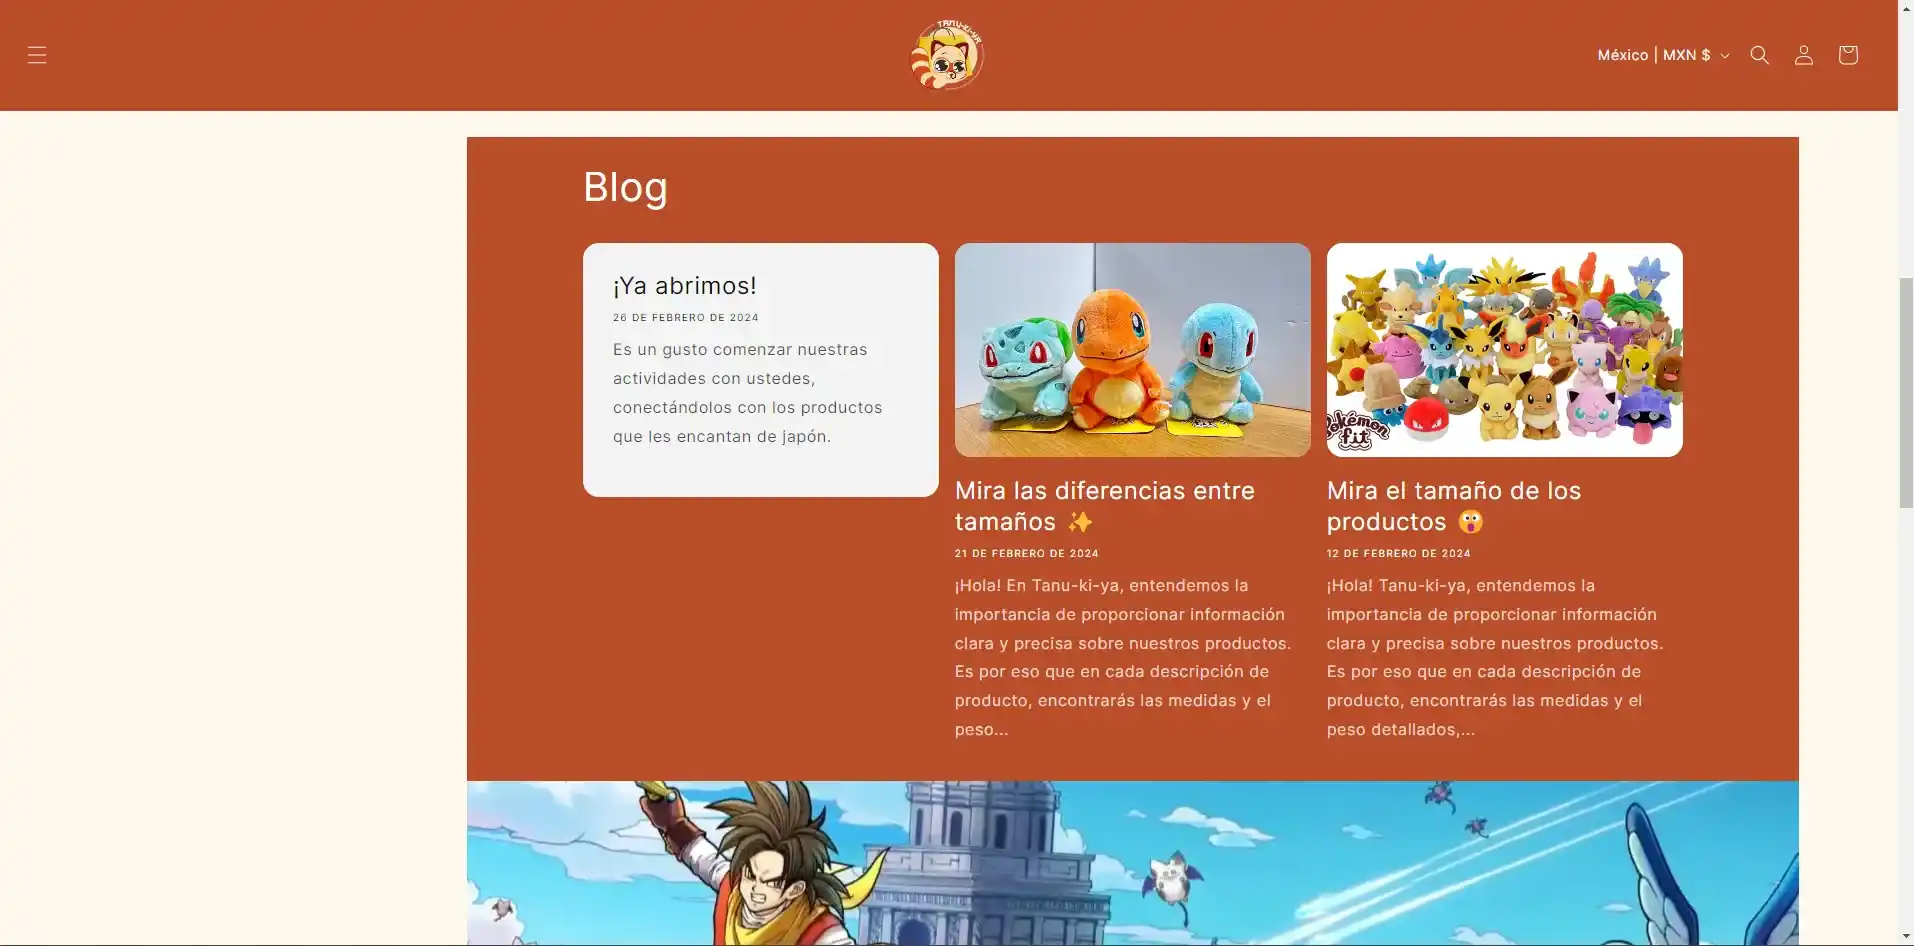 TANU-KI-YA
México | MXN $
Blog
¡Ya abrimos!
26 DE FEBRERO DE 2024
Es un gusto comenzar nuestras
actividades con ustedes,
conectándolos con los productos
que les encantan de japón.
Mira las diferencias entre
tamaños ✨
21 DE FEBRERO DE 2024
¡Hola! En Tanu-ki-ya, entendemos la
importancia de proporcionar información
clara y precisa sobre nuestros productos.
Es por eso que en cada descripción de
producto, encontrarás las medidas y el
peso...
Pokémon
fit
Mira el tamaño de los
productos 😲
12 DE FEBRERO DE 2024
¡Hola! Tanu-ki-ya, entendemos la
importancia de proporcionar información
clara y precisa sobre nuestros productos.
Es por eso que en cada descripción de
producto, encontrarás las medidas y el
peso detallados,...